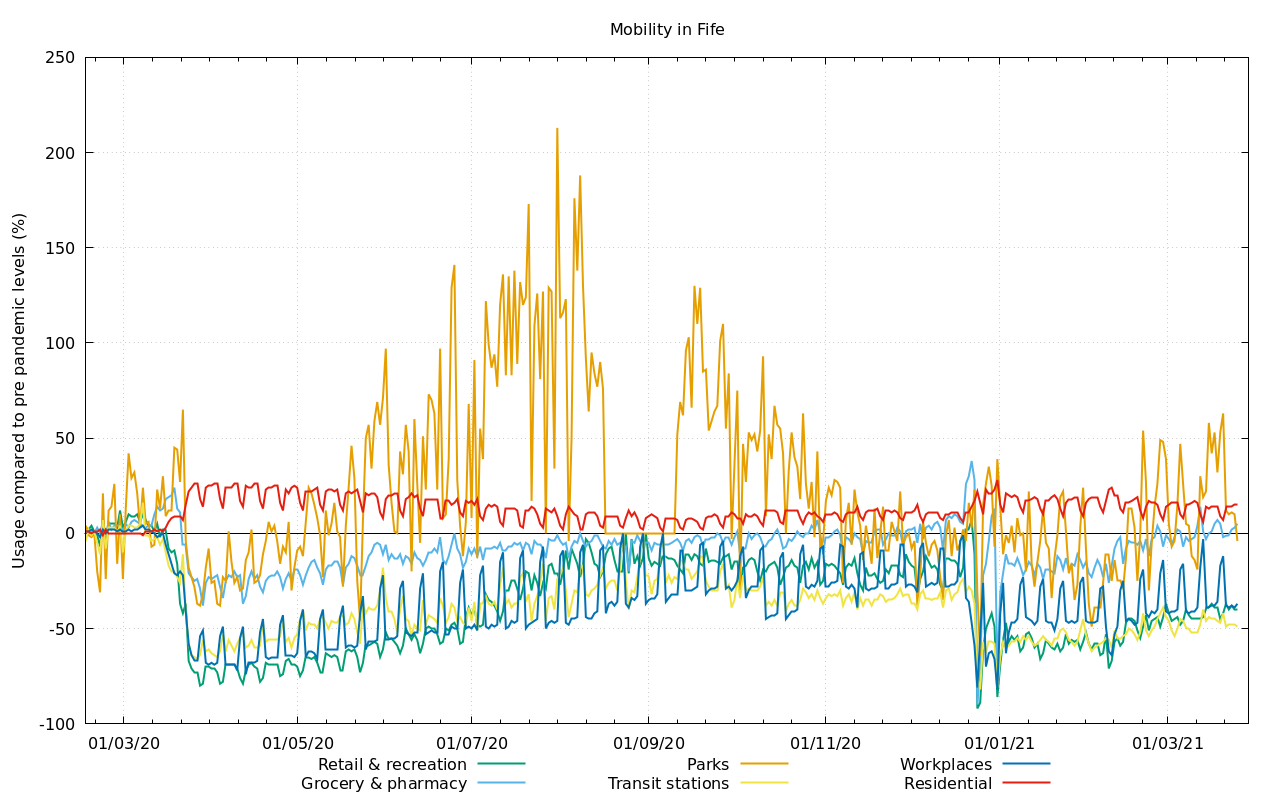 Mobility in Fife
Usage compared to pre pandemic levels (%)
250
200
150
100
50
0
-50
-100
01/03/20 01/05/20 01/07/20 01/09/20 01/11/20 01/01/21 01/03/21
Retail & recreation Parks Workplaces
Grocery & pharmacy Transit stations Residential